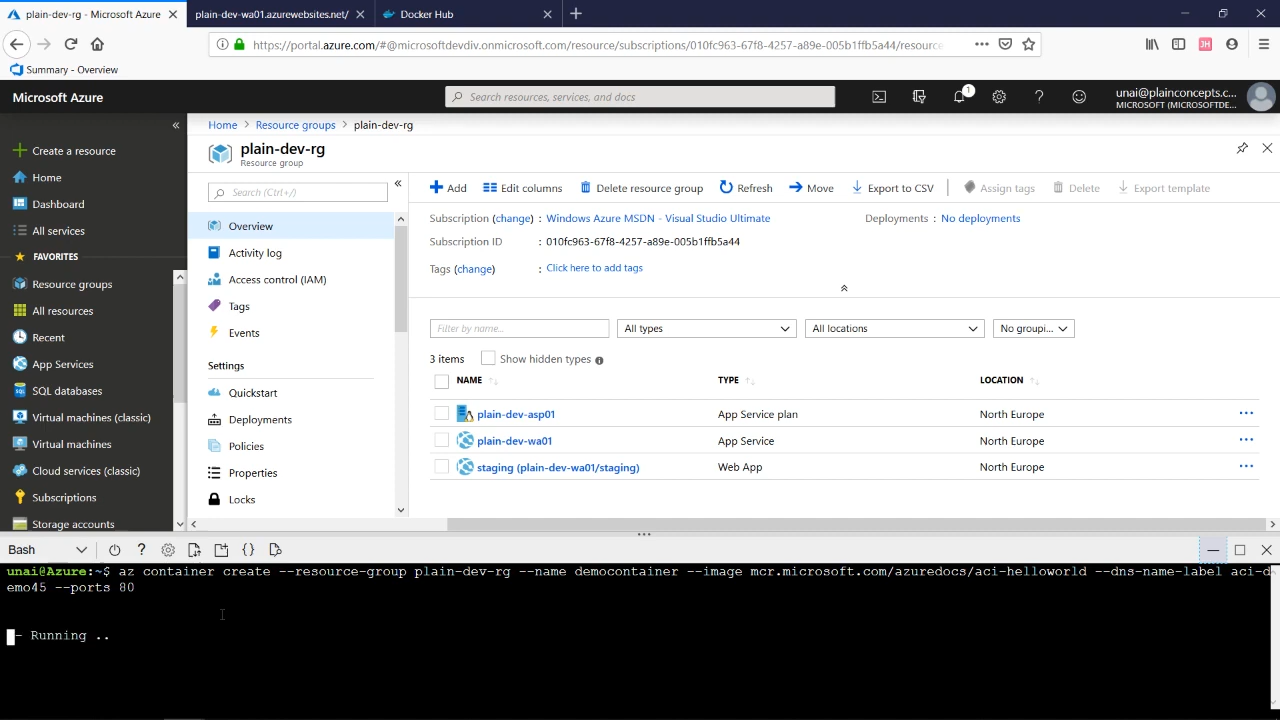 plain-dev-rg - Microsoft Azure
plain-dev-wa01.azurewebsites.net/
Docker Hub
https://portal.azure.com/#@microsoftdevdiv.onmicrosoft.com/resource/subscriptions/010fc963-67f8-4257-a89e-005b1ffb5a44/resourc
JH
Summary - Overview
Microsoft Azure
Search resources, services, and docs
1
unai@plainconcepts.c...
MICROSOFT (MICROSOFTDE...
Create a resource
Home
Dashboard
All services
FAVORITES
Resource groups
All resources
Recent
App Services
SQL databases
Virtual machines (classic)
Virtual machines
Cloud services (classic)
Subscriptions
Storage accounts
Home > Resource groups > plain-dev-rg
plain-dev-rg
Resource group
Search (Ctrl+/)
Overview
Activity log
Access control (IAM)
Tags
Events
Settings
Quickstart
Deployments
Policies
Properties
Locks
Add
Edit columns
Delete resource group
Refresh
Move
Export to CSV
Assign tags
Delete
Export template
Subscription (change) : Windows Azure MSDN - Visual Studio Ultimate
Deployments : No deployments
Subscription ID : 010fc963-67f8-4257-a89e-005b1ffb5a44
Tags (change) : Click here to add tags
Filter by name...
All types
All locations
No groupi...
3 items
Show hidden types
NAME TYPE LOCATION
plain-dev-asp01 App Service plan North Europe
plain-dev-wa01 App Service North Europe
staging (plain-dev-wa01/staging) Web App North Europe
Bash
unai@Azure:~$ az container create --resource-group plain-dev-rg --name democontainer --image mcr.microsoft.com/azuredocs/aci-helloworld --dns-name-label aci-d
emo45 --ports 80
- Running ..